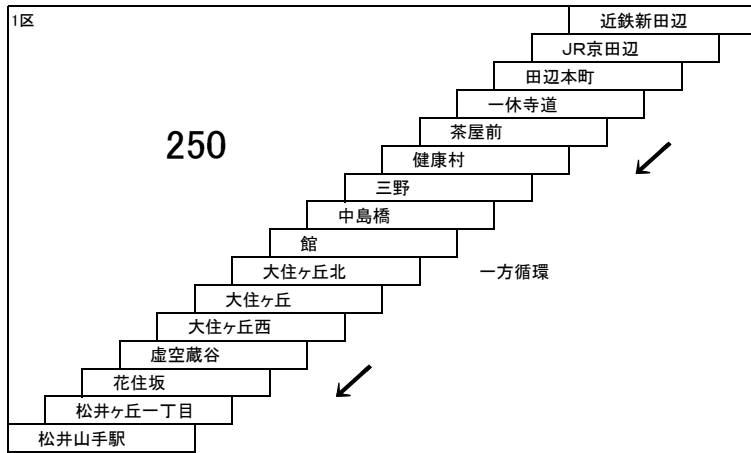 1区
近鉄新田辺
JR京田辺
田辺本町
一休寺道
250
茶屋前
健康村
三野
中島橋
館
大住ヶ丘北
一方循環
大住ヶ丘
大住ヶ丘西
虚空蔵谷
花住坂
松井ヶ丘一丁目
松井山手駅